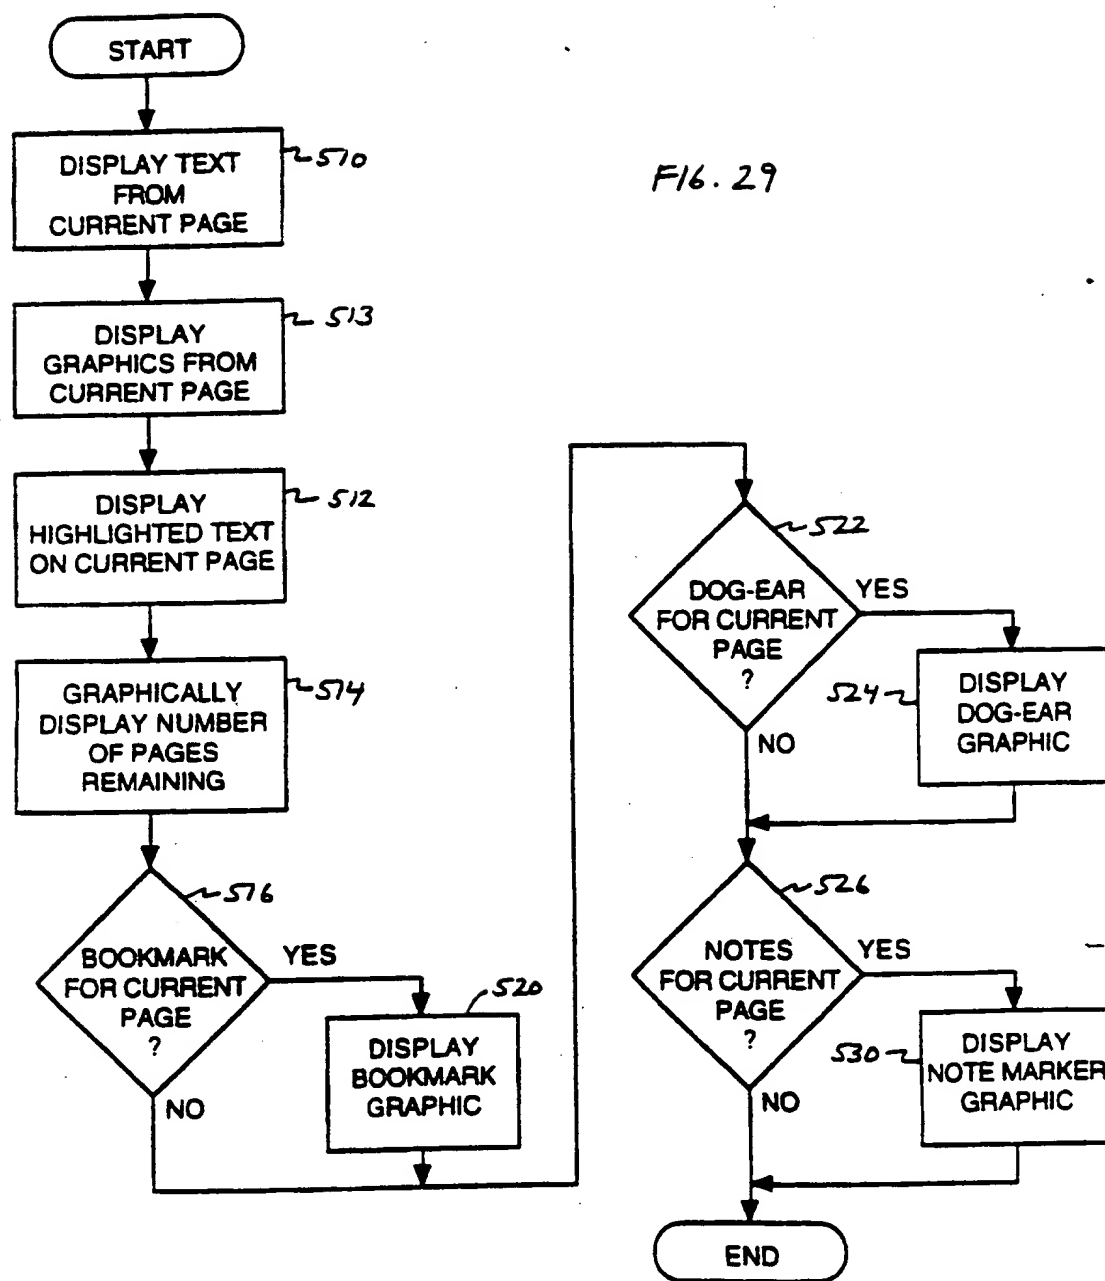 START
DISPLAY TEXT
FROM
CURRENT PAGE
510
FIG. 29
DISPLAY
GRAPHICS FROM
CURRENT PAGE
513
DISPLAY
HIGHLIGHTED TEXT
ON CURRENT PAGE
512
GRAPHICALLY
DISPLAY NUMBER
OF PAGES
REMAINING
514
BOOKMARK
FOR CURRENT
PAGE
?
516
YES
NO
520
DISPLAY
BOOKMARK
GRAPHIC
522
DOG-EAR
FOR CURRENT
PAGE
?
YES
NO
524
DISPLAY
DOG-EAR
GRAPHIC
526
NOTES
FOR CURRENT
PAGE
?
YES
NO
530
DISPLAY
NOTE MARKER
GRAPHIC
END